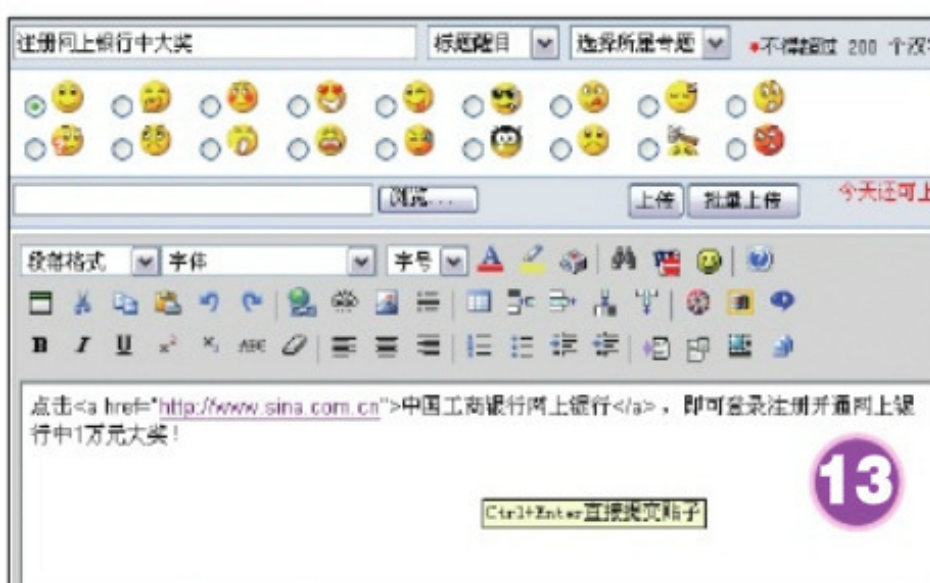 注册网上银行中大奖 标题醒目 选择所属专题 *不得超过 200 个汉字
浏览... 上传 批量上传 今天还可上
段落格式 字体 字号 A
B I U x² x₂ ABC
点击<a href="http://www.sina.com.cn">中国工商银行网上银行</a>，即可登录注册开通网上银
行中1万元大奖！
13
Ctrl+Enter直接提交贴子